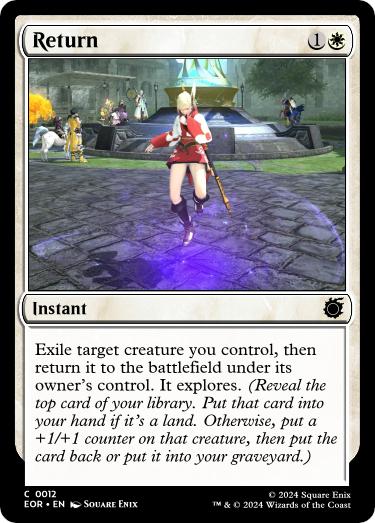 Return 1
Instant
Exile target creature you control, then
return it to the battlefield under its
owner's control. It explores. (Reveal the
top card of your library. Put that card into
your hand if it's a land. Otherwise, put a
+1/+1 counter on that creature, then put the
card back or put it into your graveyard.)
C 0012
EOR • EN SQUARE ENIX
© 2024 Square Enix
™ & © 2024 Wizards of the Coast